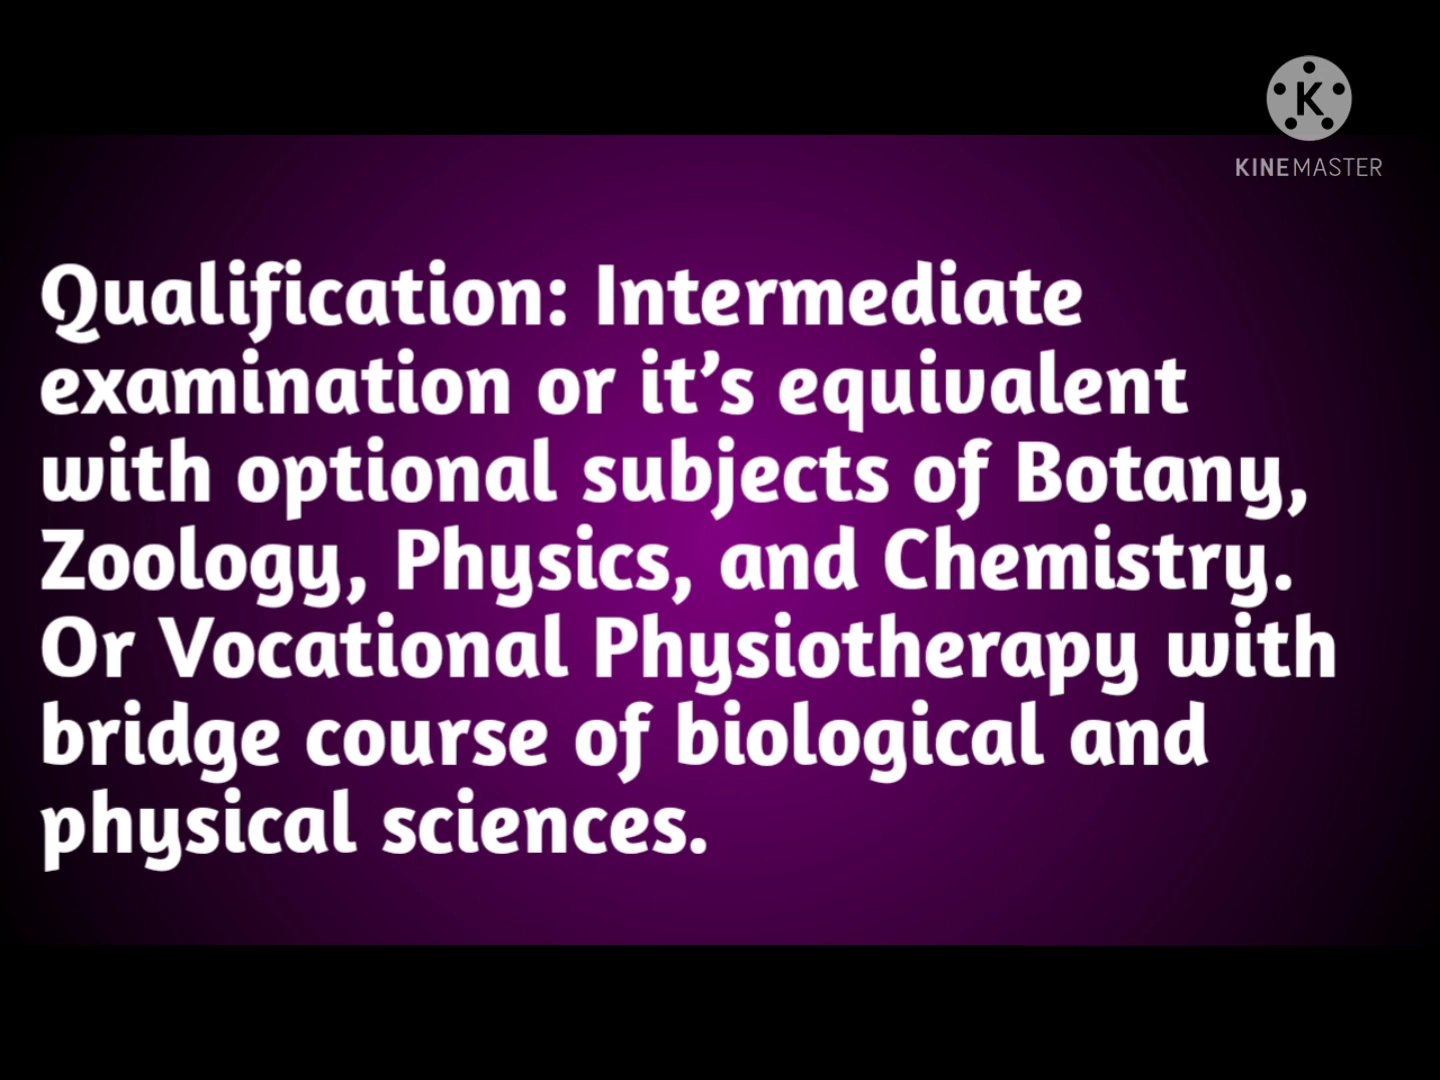 K
KINEMASTER
Qualification: Intermediate
examination or it’s equivalent
with optional subjects of Botany,
Zoology, Physics, and Chemistry.
Or Vocational Physiotherapy with
bridge course of biological and
physical sciences.